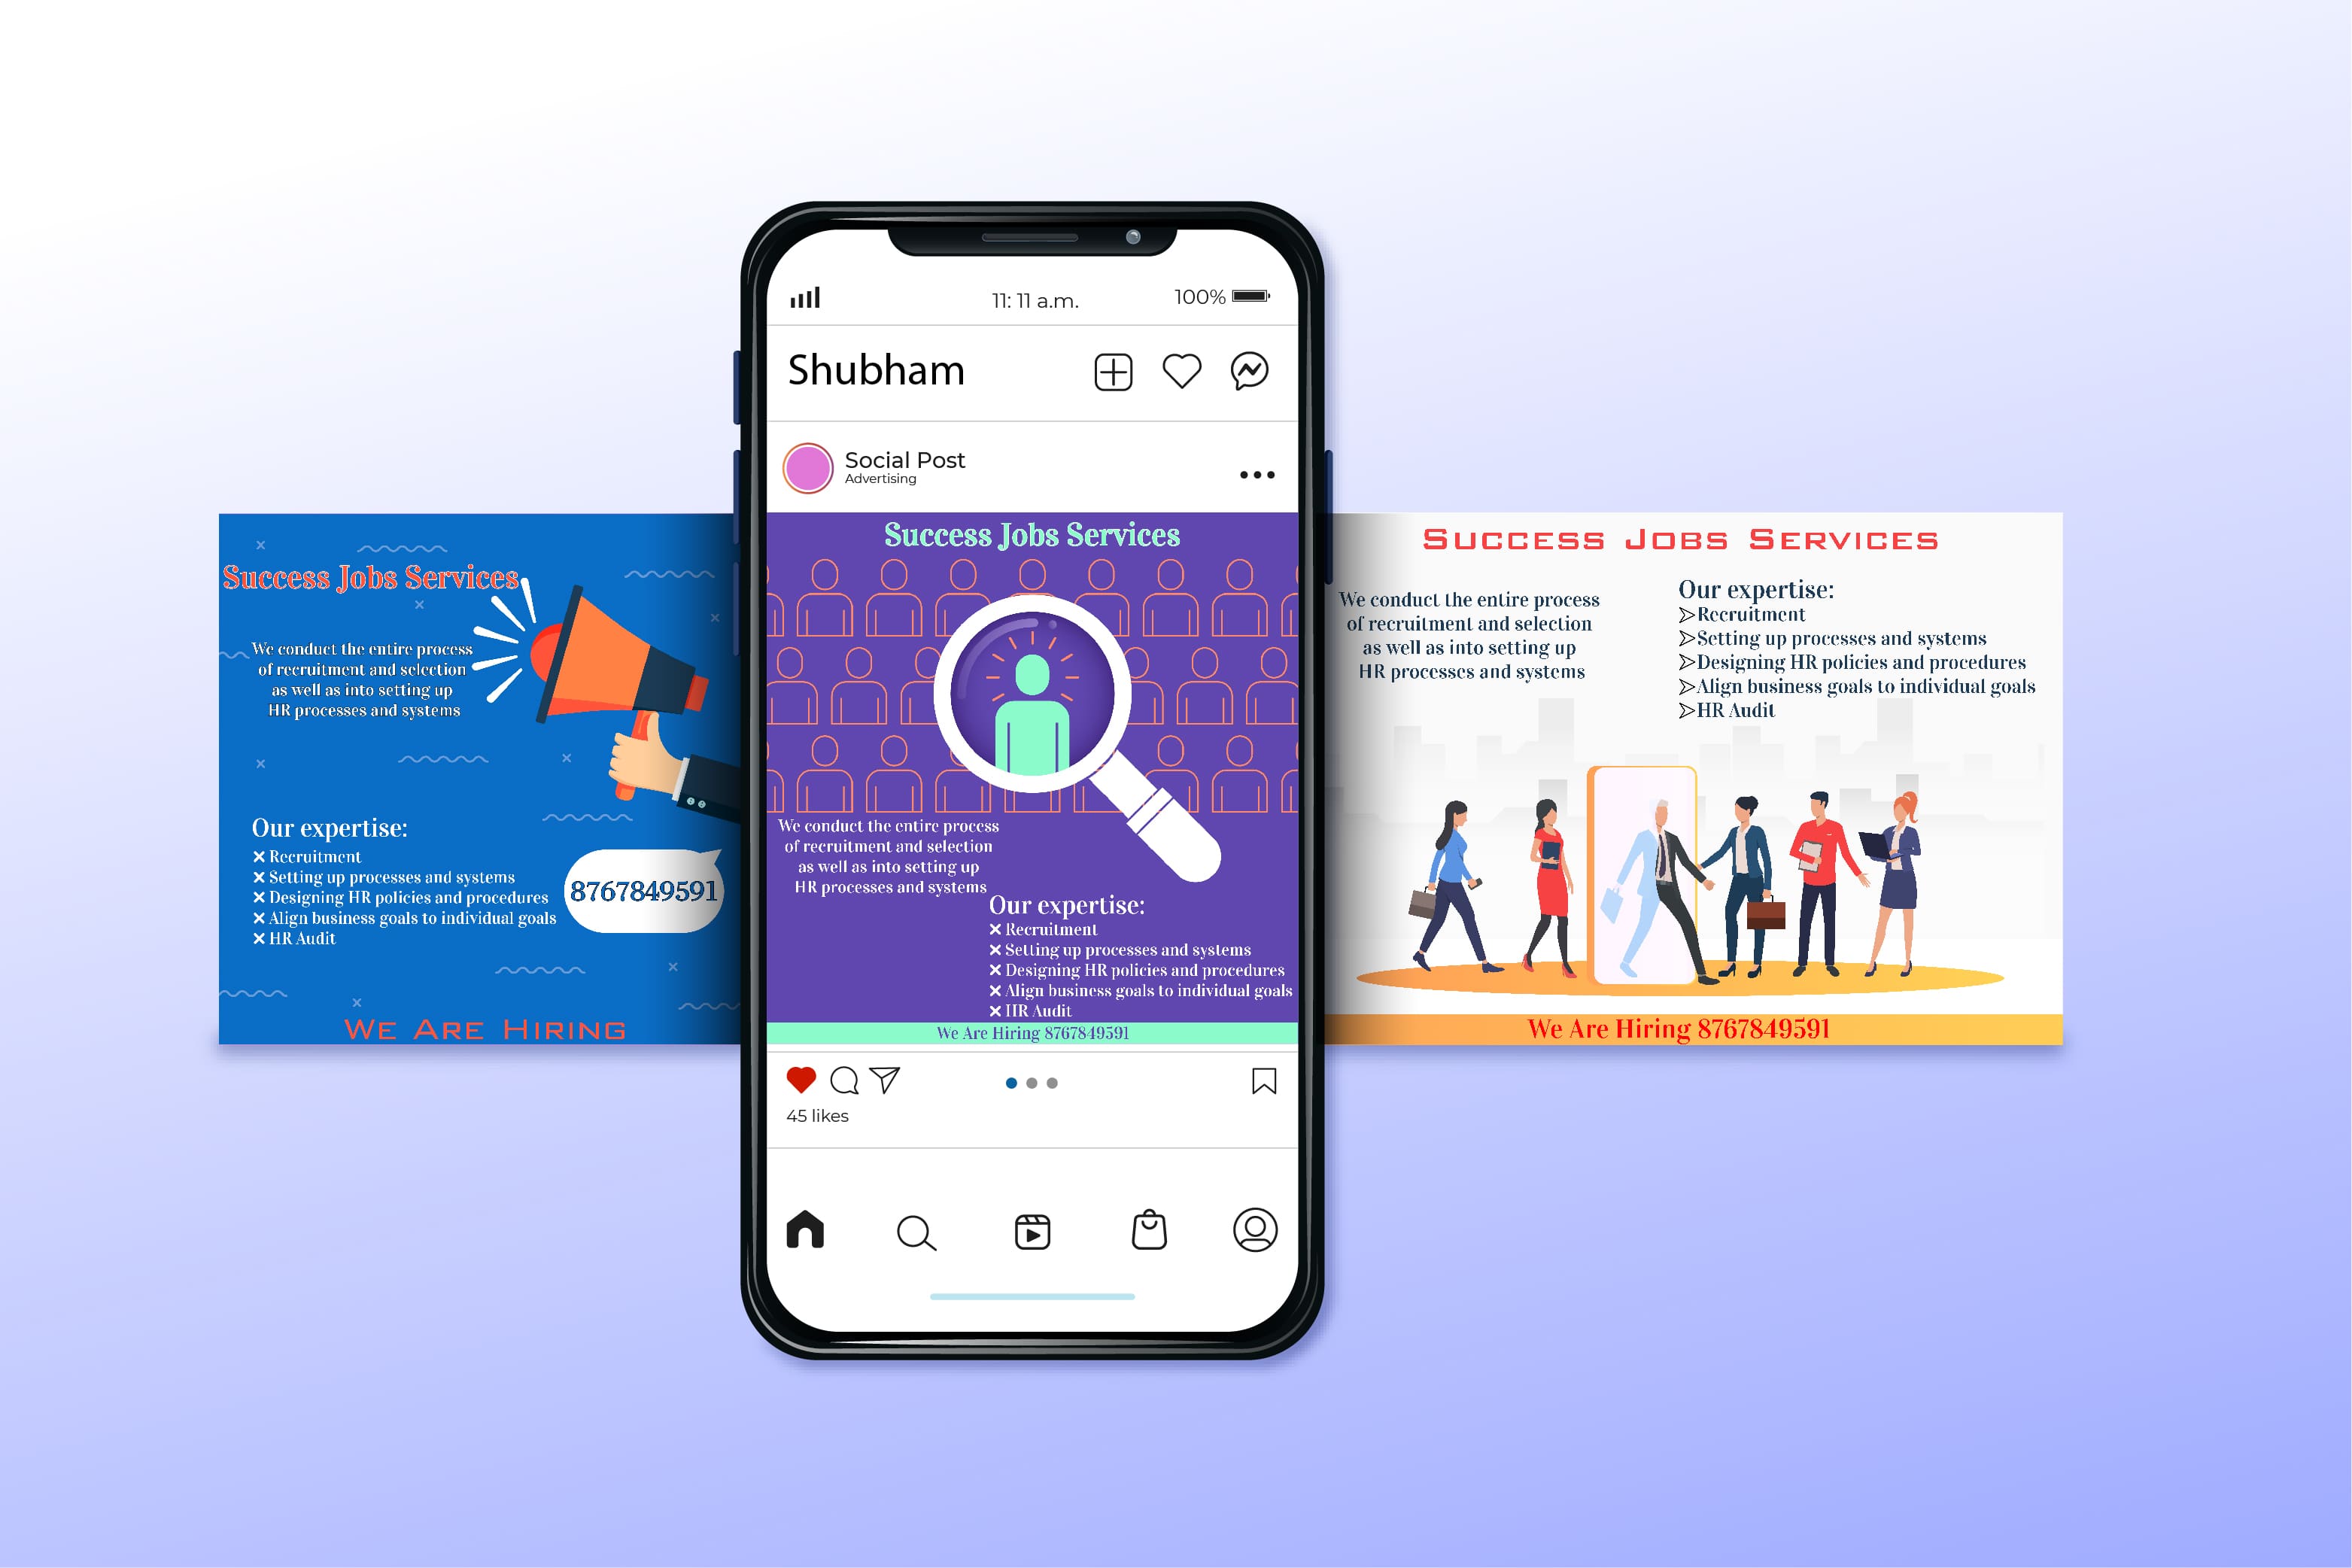 11: 11 a.m.
100%
Shubham
Social Post
Advertising
Success Jobs Services
We conduct the entire process
of recruitment and selection
as well as into setting up
HR processes and systems
Our expertise:
Recruitment
Setting up processes and systems
Designing HR policies and procedures
Align business goals to individual goals
HR Audit
8767849591
We Are Hiring
Success Jobs Services
We conduct the entire process
of recruitment and selection
as well as into setting up
HR processes and systems
Our expertise:
Recruitment
Setting up processes and systems
Designing HR policies and procedures
Align business goals to individual goals
HR Audit
We Are Hiring 8767849591
45 likes
Success Jobs Services
We conduct the entire process
of recruitment and selection
as well as into setting up
HR processes and systems
Our expertise:
Recruitment
Setting up processes and systems
Designing HR policies and procedures
Align business goals to individual goals
HR Audit
We Are Hiring 8767849591